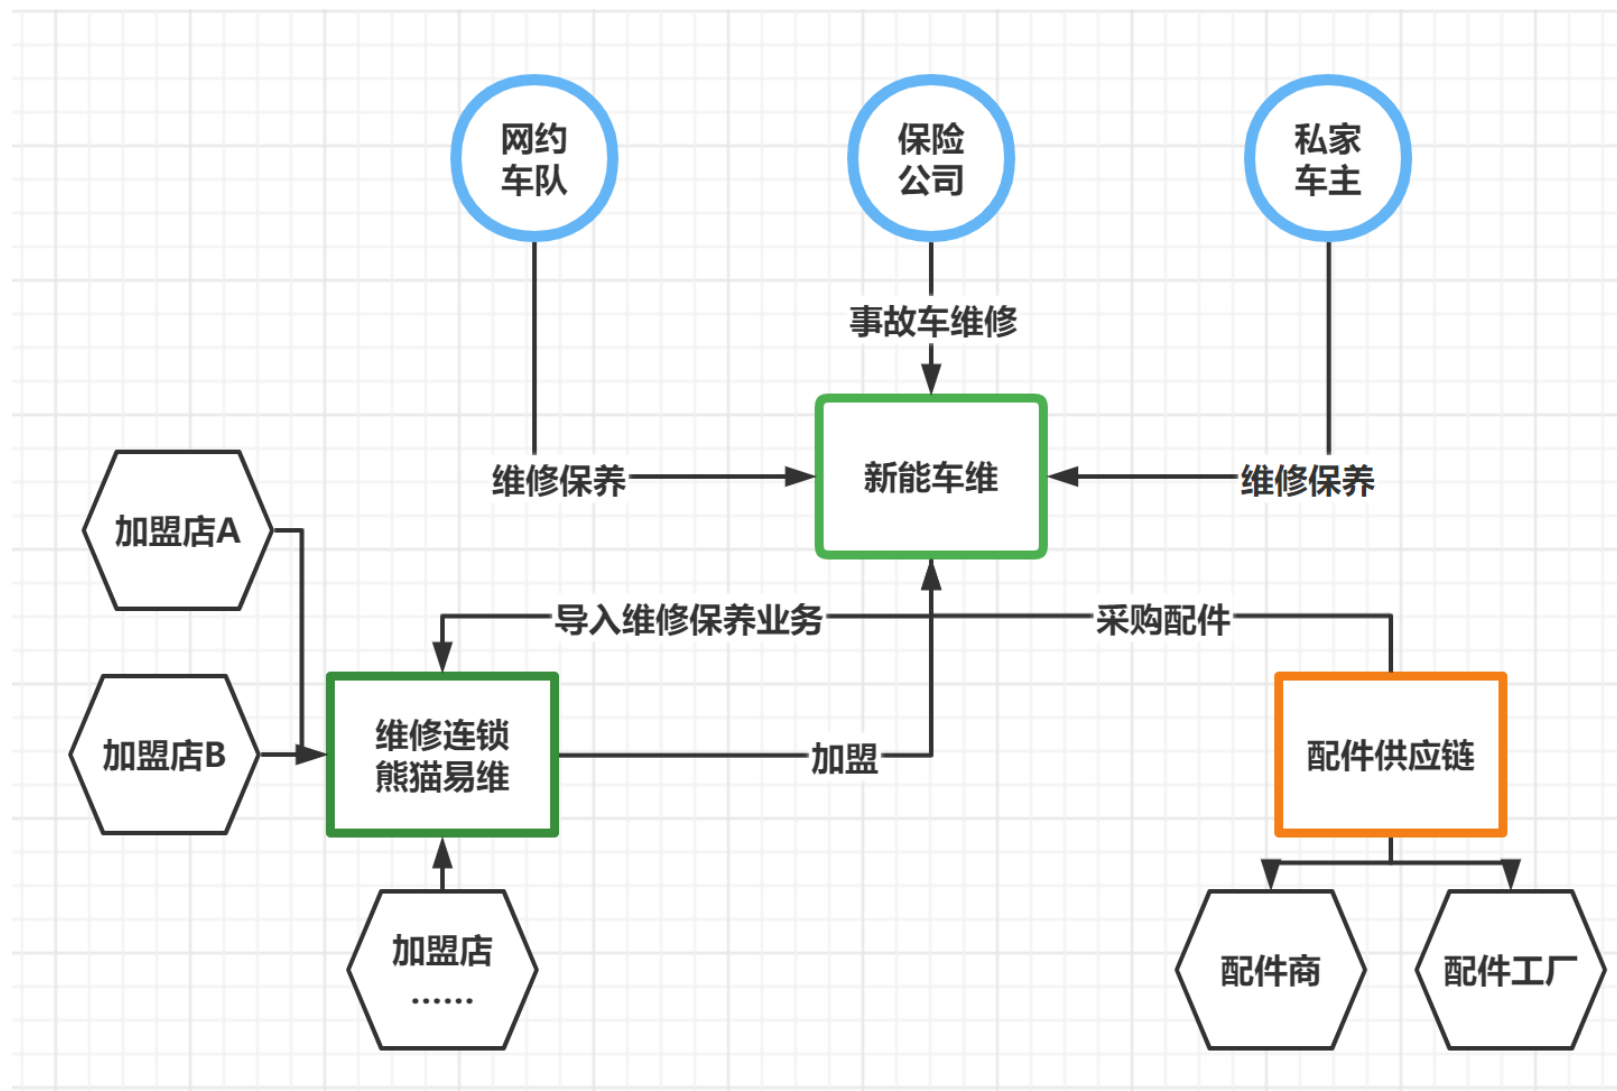 网约
车队
保险
公司
私家
车主
事故车维修
维修保养
新能车维
维修保养
加盟店A
导入维修保养业务
采购配件
加盟店B
维修连锁
熊猫易维
加盟
配件供应链
加盟店
......
配件商
配件工厂